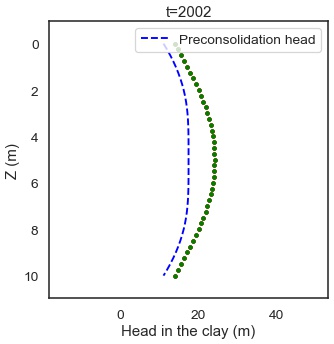 t=2002
Preconsolidation head
0
2
4
6
8
10
Z (m)
0
20
40
Head in the clay (m)